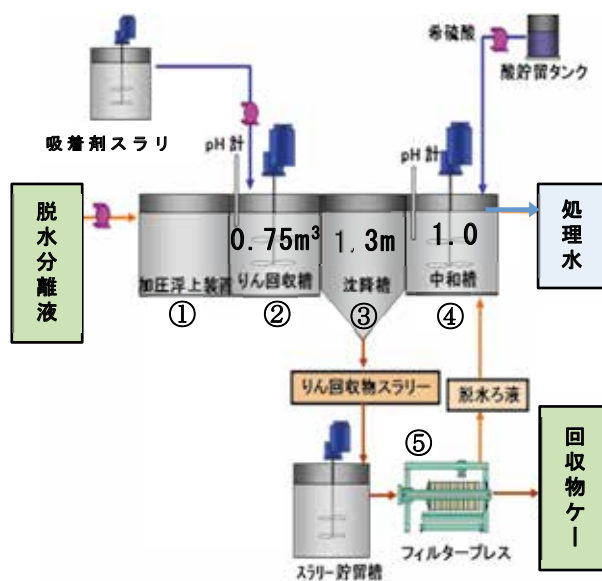 希硫酸
酸貯留タンク
吸着剤スラリ
pH計
pH計
脱水分離液
処理水
0.75m³
1.3m
1.0
加圧浮上装置
りん回収槽
沈降槽
中和槽
①
②
③
④
りん回収物スラリー
脱水ろ液
⑤
回収物ケー
スラリー貯留槽
フィルタープレス